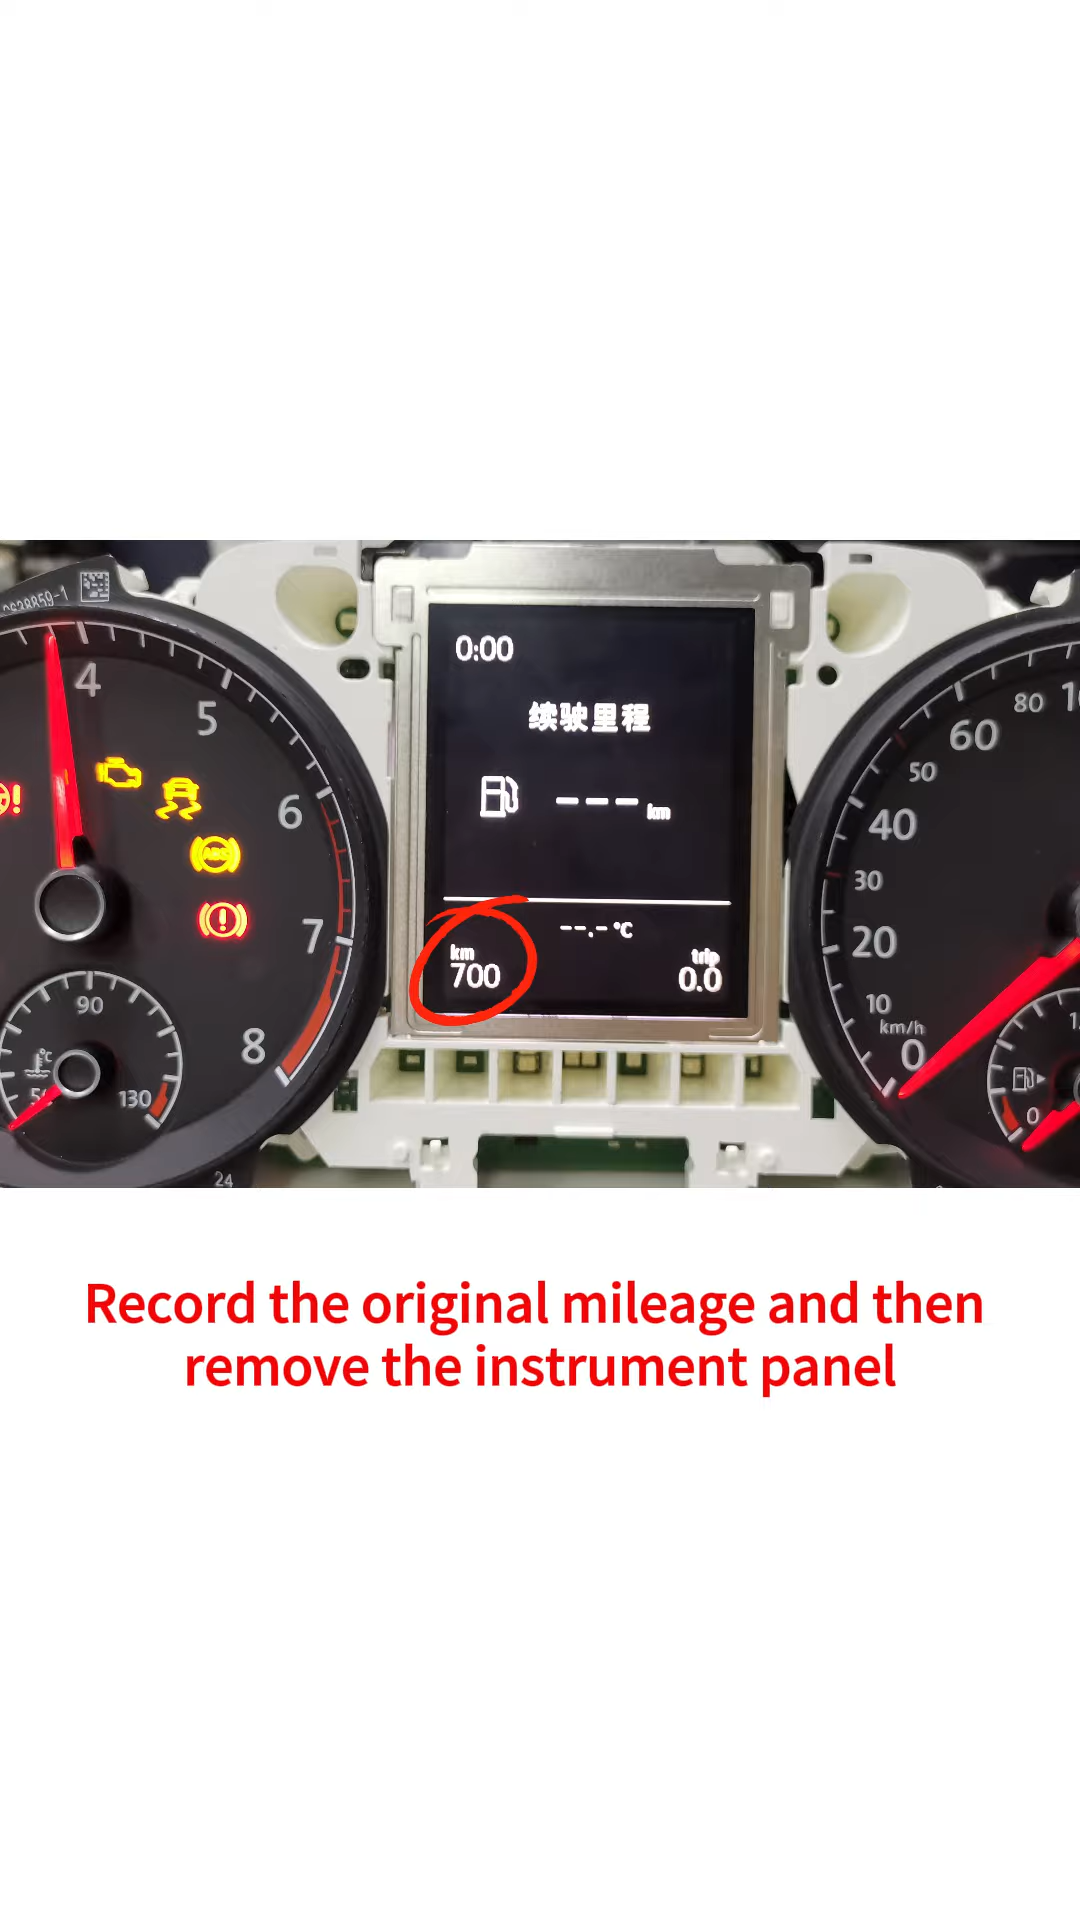 4
5
6
7
8
90
°C
130
24
0:00
续驶里程
--- km
--.- °C
km
700
trip
0.0
80
60
50
40
30
20
10
km/h
0
0
Record the original mileage and then
remove the instrument panel